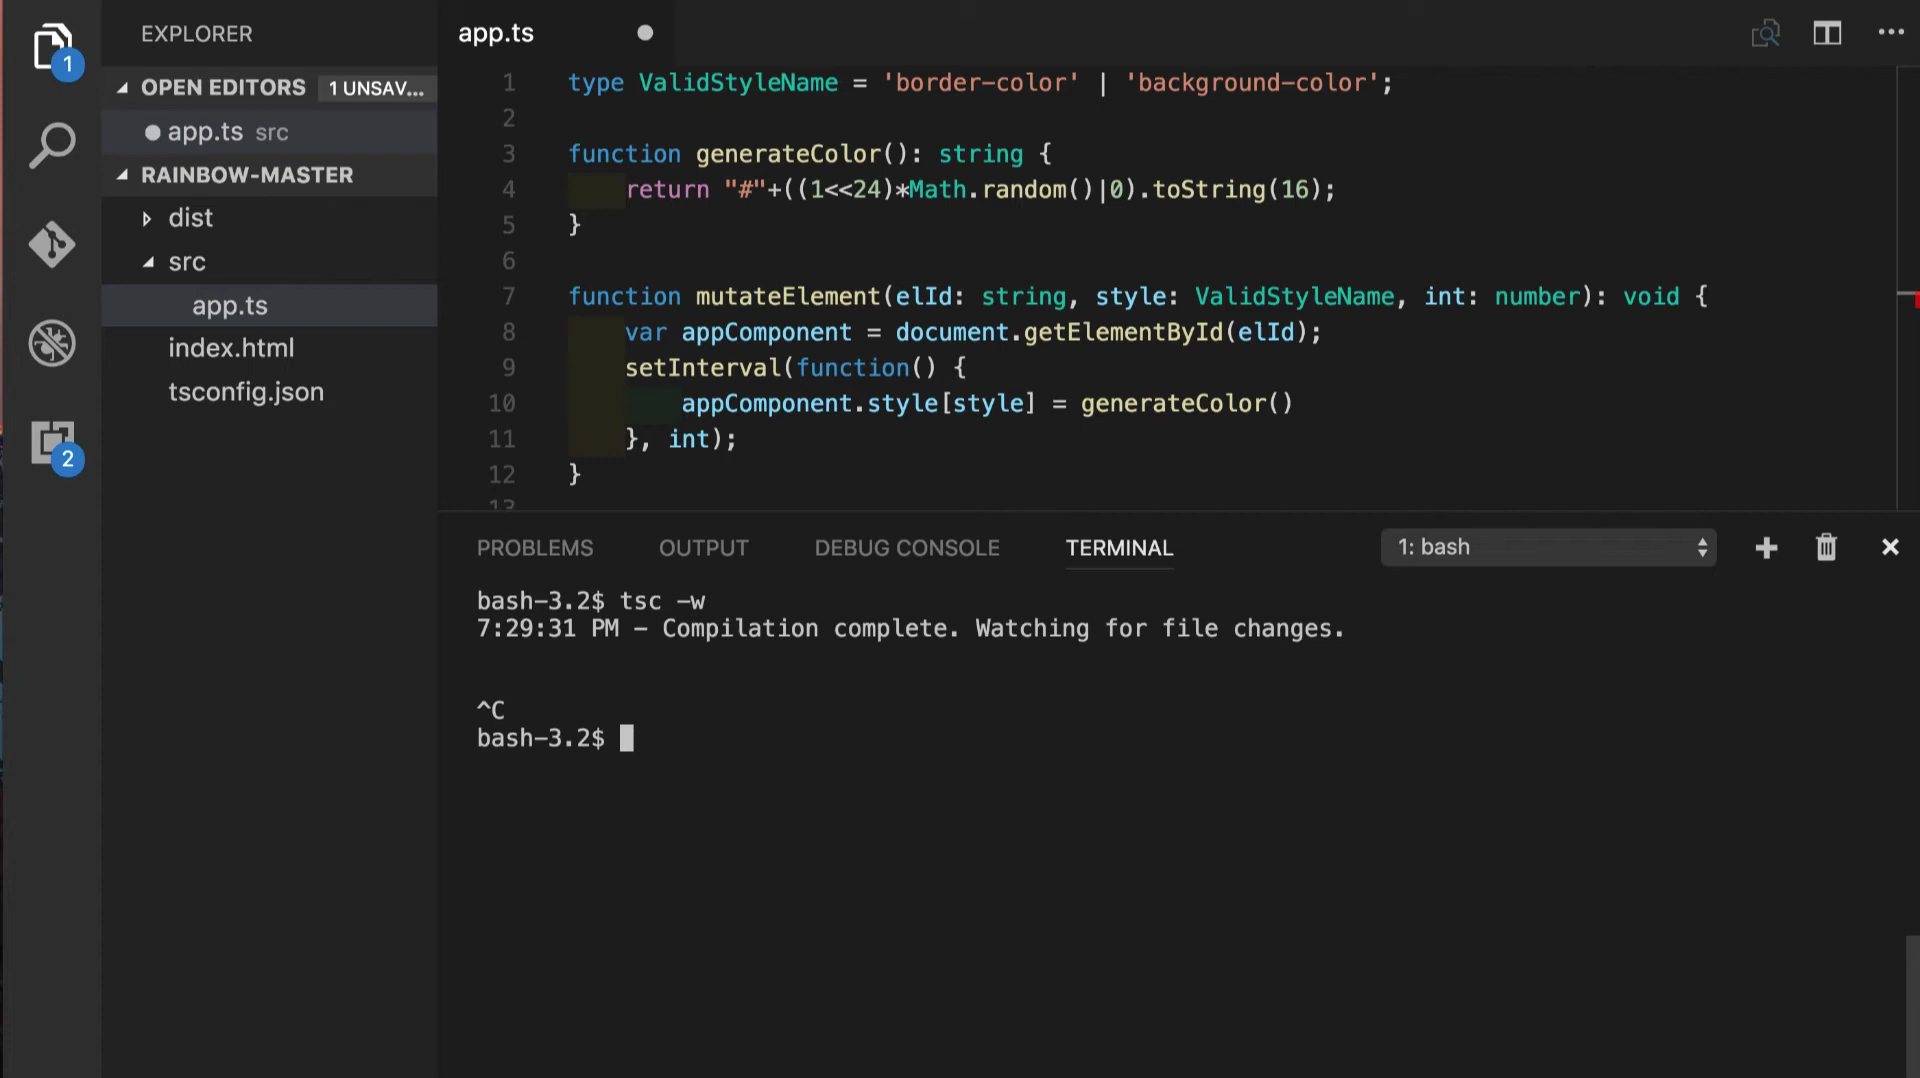 EXPLORER
1
OPEN EDITORS 1 UNSAV...
app.ts src
RAINBOW-MASTER
dist
src
app.ts
index.html
tsconfig.json
2
app.ts
1 type ValidStyleName = 'border-color' | 'background-color';
2
3 function generateColor(): string {
4 return "#"+((1<<24)*Math.random()|0).toString(16);
5 }
6
7 function mutateElement(elId: string, style: ValidStyleName, int: number): void {
8 var appComponent = document.getElementById(elId);
9 setInterval(function() {
10 appComponent.style[style] = generateColor()
11 }, int);
12 }
13
PROBLEMS OUTPUT DEBUG CONSOLE TERMINAL 1: bash
bash-3.2$ tsc -w
7:29:31 PM - Compilation complete. Watching for file changes.
^C
bash-3.2$